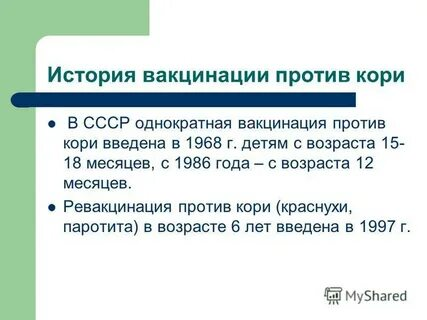 История вакцинации против кори
В СССР однократная вакцинация против
кори введена в 1968 г. детям с возраста 15-
18 месяцев, с 1986 года – с возраста 12
месяцев.
Ревакцинация против кори (краснухи,
паротита) в возрасте 6 лет введена в 1997 г.
MyShared